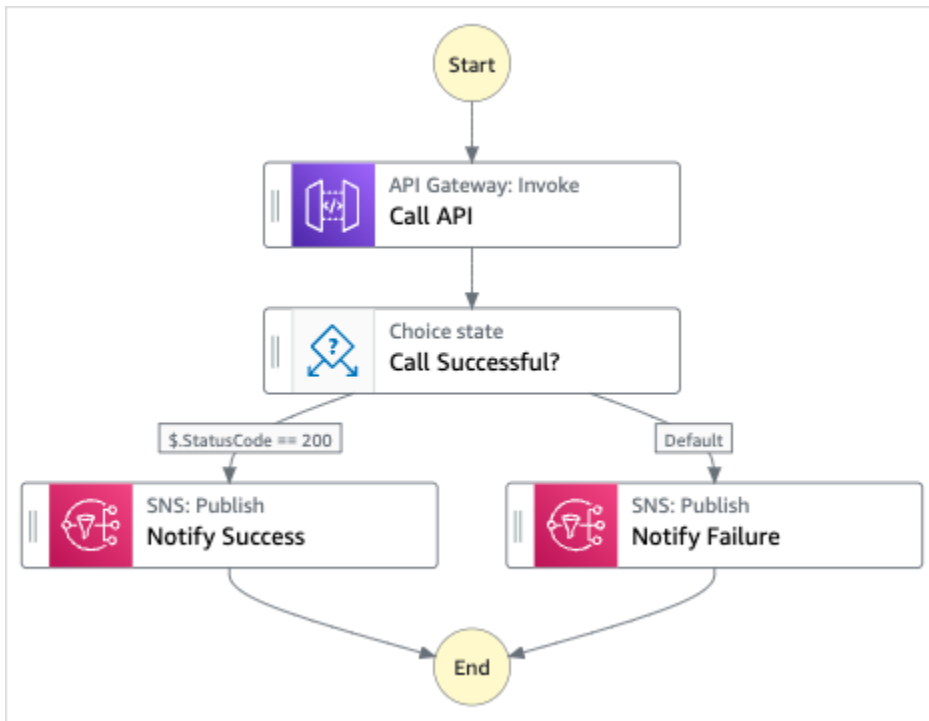 Start
API Gateway: Invoke
Call API
Choice state
Call Successful?
$.StatusCode == 200
Default
SNS: Publish
Notify Success
SNS: Publish
Notify Failure
End